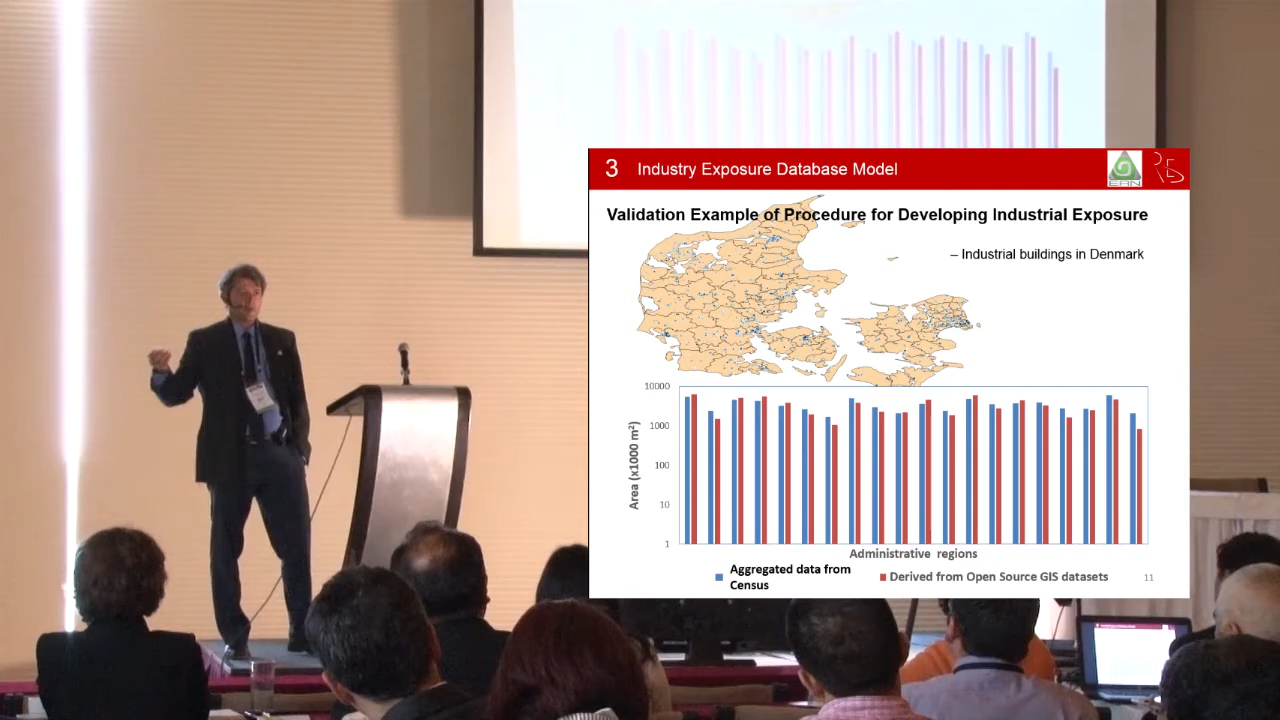 3 Industry Exposure Database Model
ERN
Validation Example of Procedure for Developing Industrial Exposure
– Industrial buildings in Denmark
10000
1000
100
10
1
Area (x1000 m²)
Administrative regions
Aggregated data from
Census
Derived from Open Source GIS datasets
11